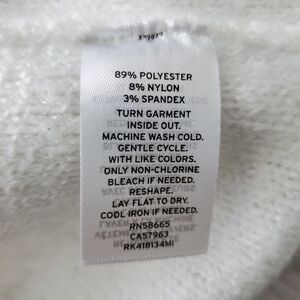 89% POLYESTER
8% NYLON
3% SPANDEX
TURN GARMENT
INSIDE OUT.
MACHINE WASH COLD.
GENTLE CYCLE.
WITH LIKE COLORS.
ONLY NON-CHLORINE
BLEACH IF NEEDED.
RESHAPE.
LAY FLAT TO DRY.
COOL IRON IF NEEDED.
RN58665
CA57963
RK418134MI